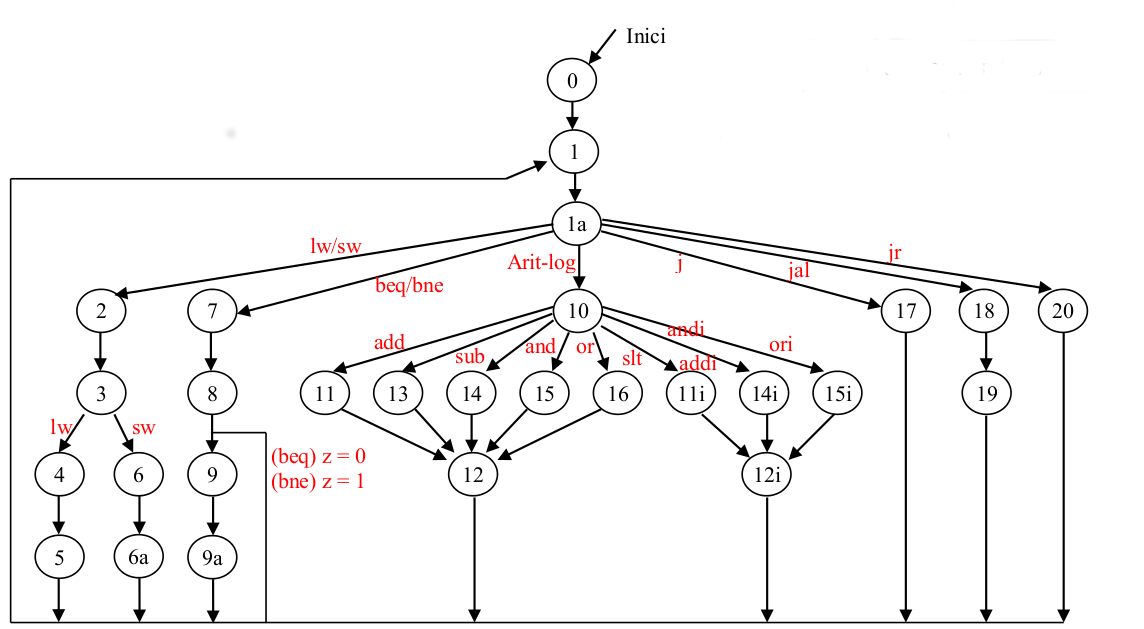 Inici
0
1
1a
lw/sw
beq/bne
Arit-log
j
jal
jr
2
7
10
17
18
20
add
sub
and
or
slt
addi
andi
ori
3
8
11
13
14
15
16
11i
14i
15i
19
lw
sw
(beq) z = 0
(bne) z = 1
4
6
9
12
12i
5
6a
9a